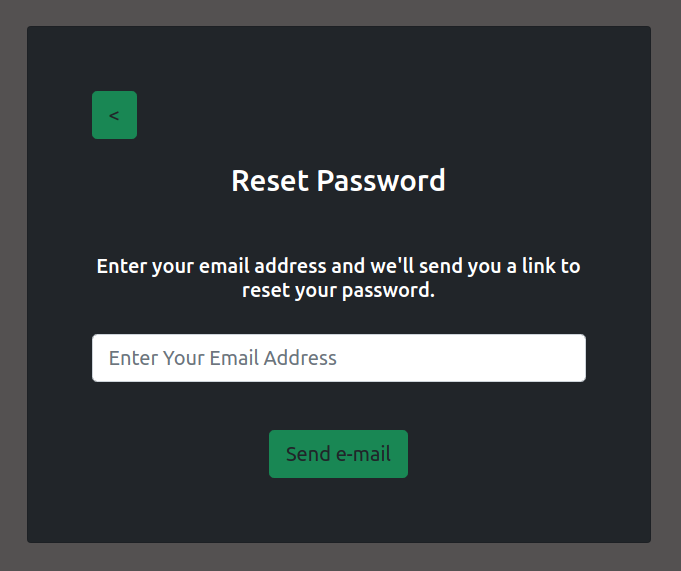 <
Reset Password
Enter your email address and we'll send you a link to
reset your password.
Enter Your Email Address
Send e-mail